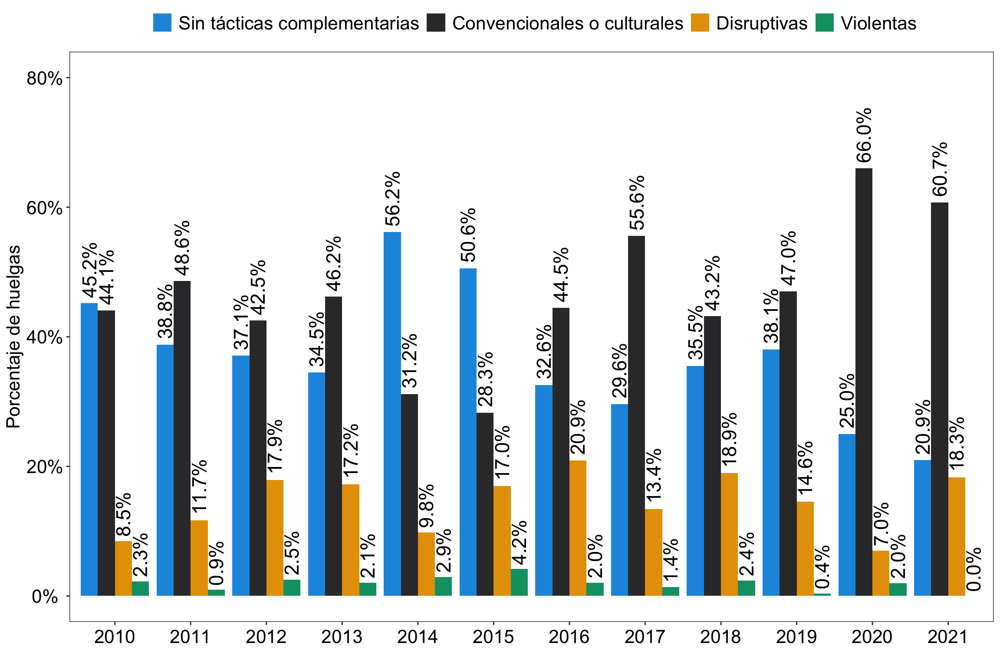 Sin tácticas complementarias Convencionales o culturales Disruptivas Violentas
Porcentaje de huelgas
80%
60%
40%
20%
0%
45.2% 44.1% 8.5% 2.3%
38.8% 48.6% 11.7% 0.9%
37.1% 42.5% 17.9% 2.5%
34.5% 46.2% 17.2% 2.1%
56.2% 31.2% 9.8% 2.9%
50.6% 28.3% 17.0% 4.2%
32.6% 44.5% 20.9% 2.0%
29.6% 55.6% 13.4% 1.4%
35.5% 43.2% 18.9% 2.4%
38.1% 47.0% 14.6% 0.4%
25.0% 66.0% 7.0% 2.0%
20.9% 60.7% 18.3% 0.0%
2010 2011 2012 2013 2014 2015 2016 2017 2018 2019 2020 2021